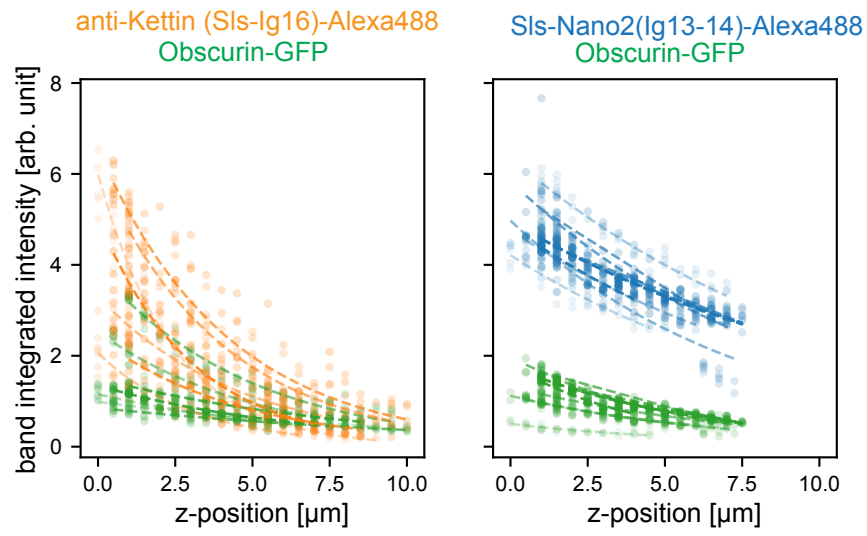 anti-Kettin (Sls-Ig16)-Alexa488
Obscurin-GFP
Sls-Nano2(Ig13-14)-Alexa488
Obscurin-GFP
band integrated intensity [arb. unit]
8
6
4
2
0
0.0 2.5 5.0 7.5 10.0
z-position [µm]
0.0 2.5 5.0 7.5 10.0
z-position [µm]